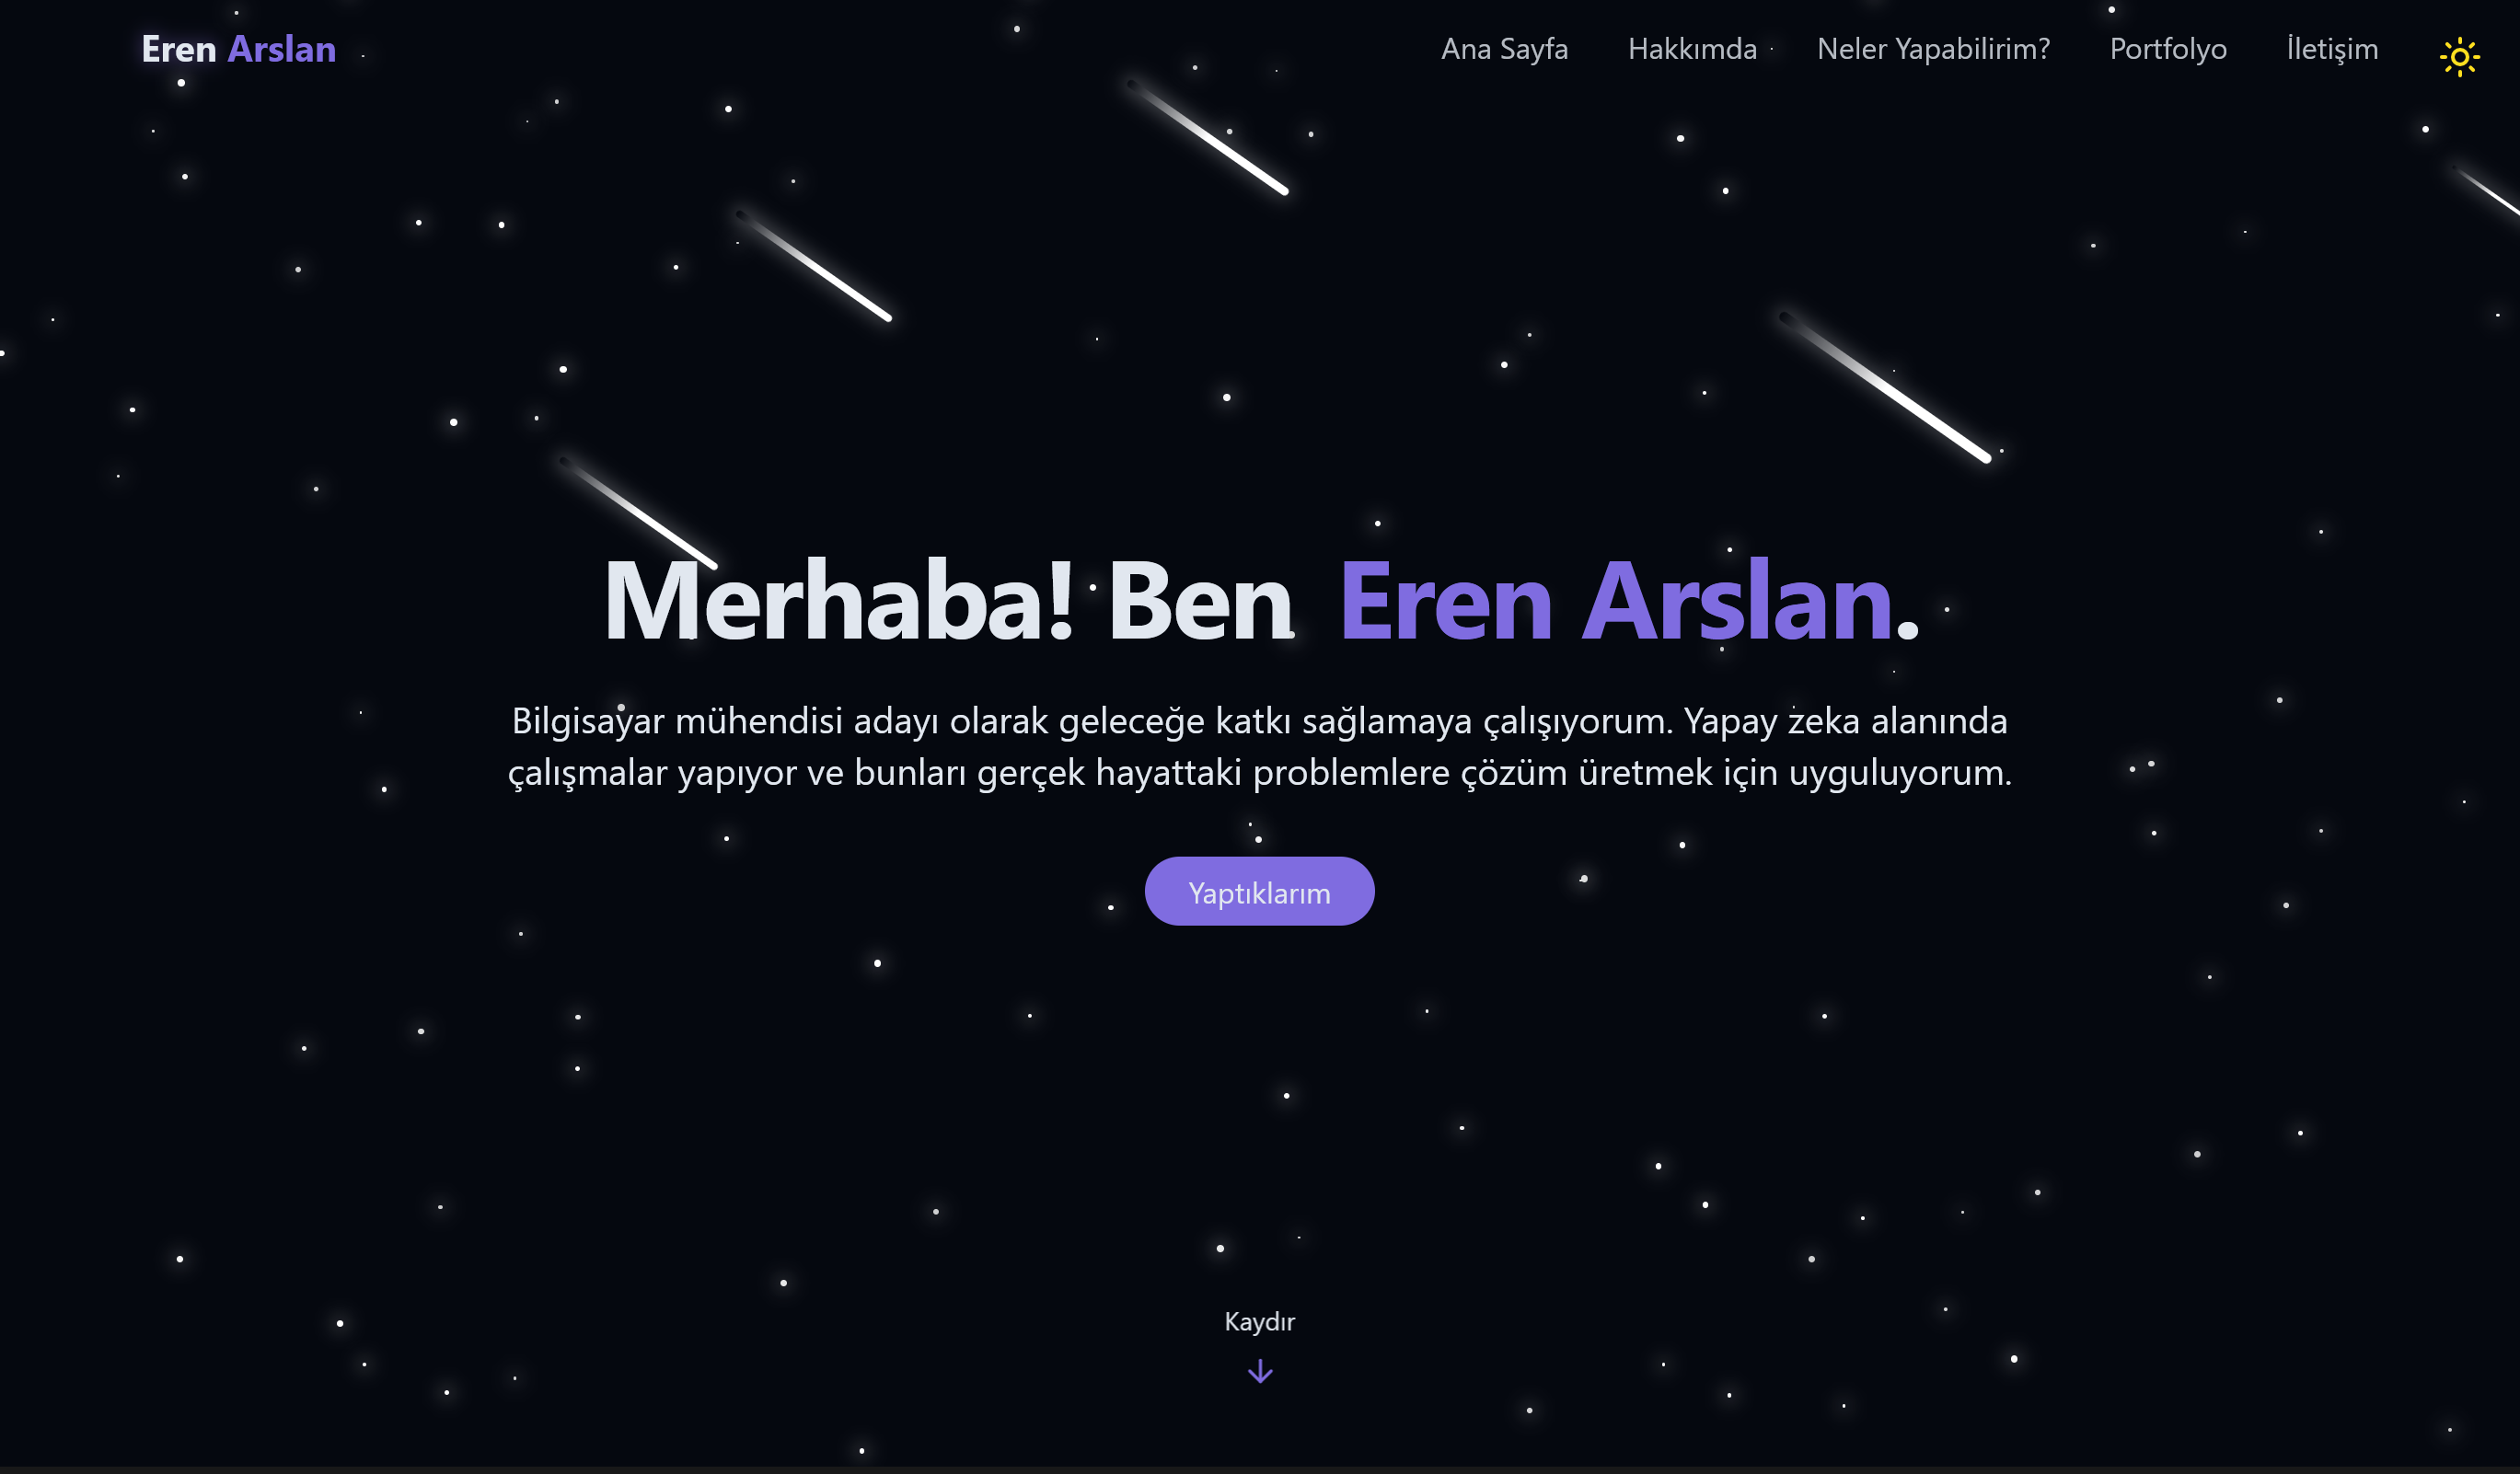 Eren Arslan
Ana Sayfa
Hakkımda
Neler Yapabilirim?
Portfolyo
İletişim
Merhaba! Ben Eren Arslan.
Bilgisayar mühendisi adayı olarak geleceğe katkı sağlamaya çalışıyorum. Yapay zeka alanında
çalışmalar yapıyor ve bunları gerçek hayattaki problemlere çözüm üretmek için uyguluyorum.
Yaptıklarım
Kaydır